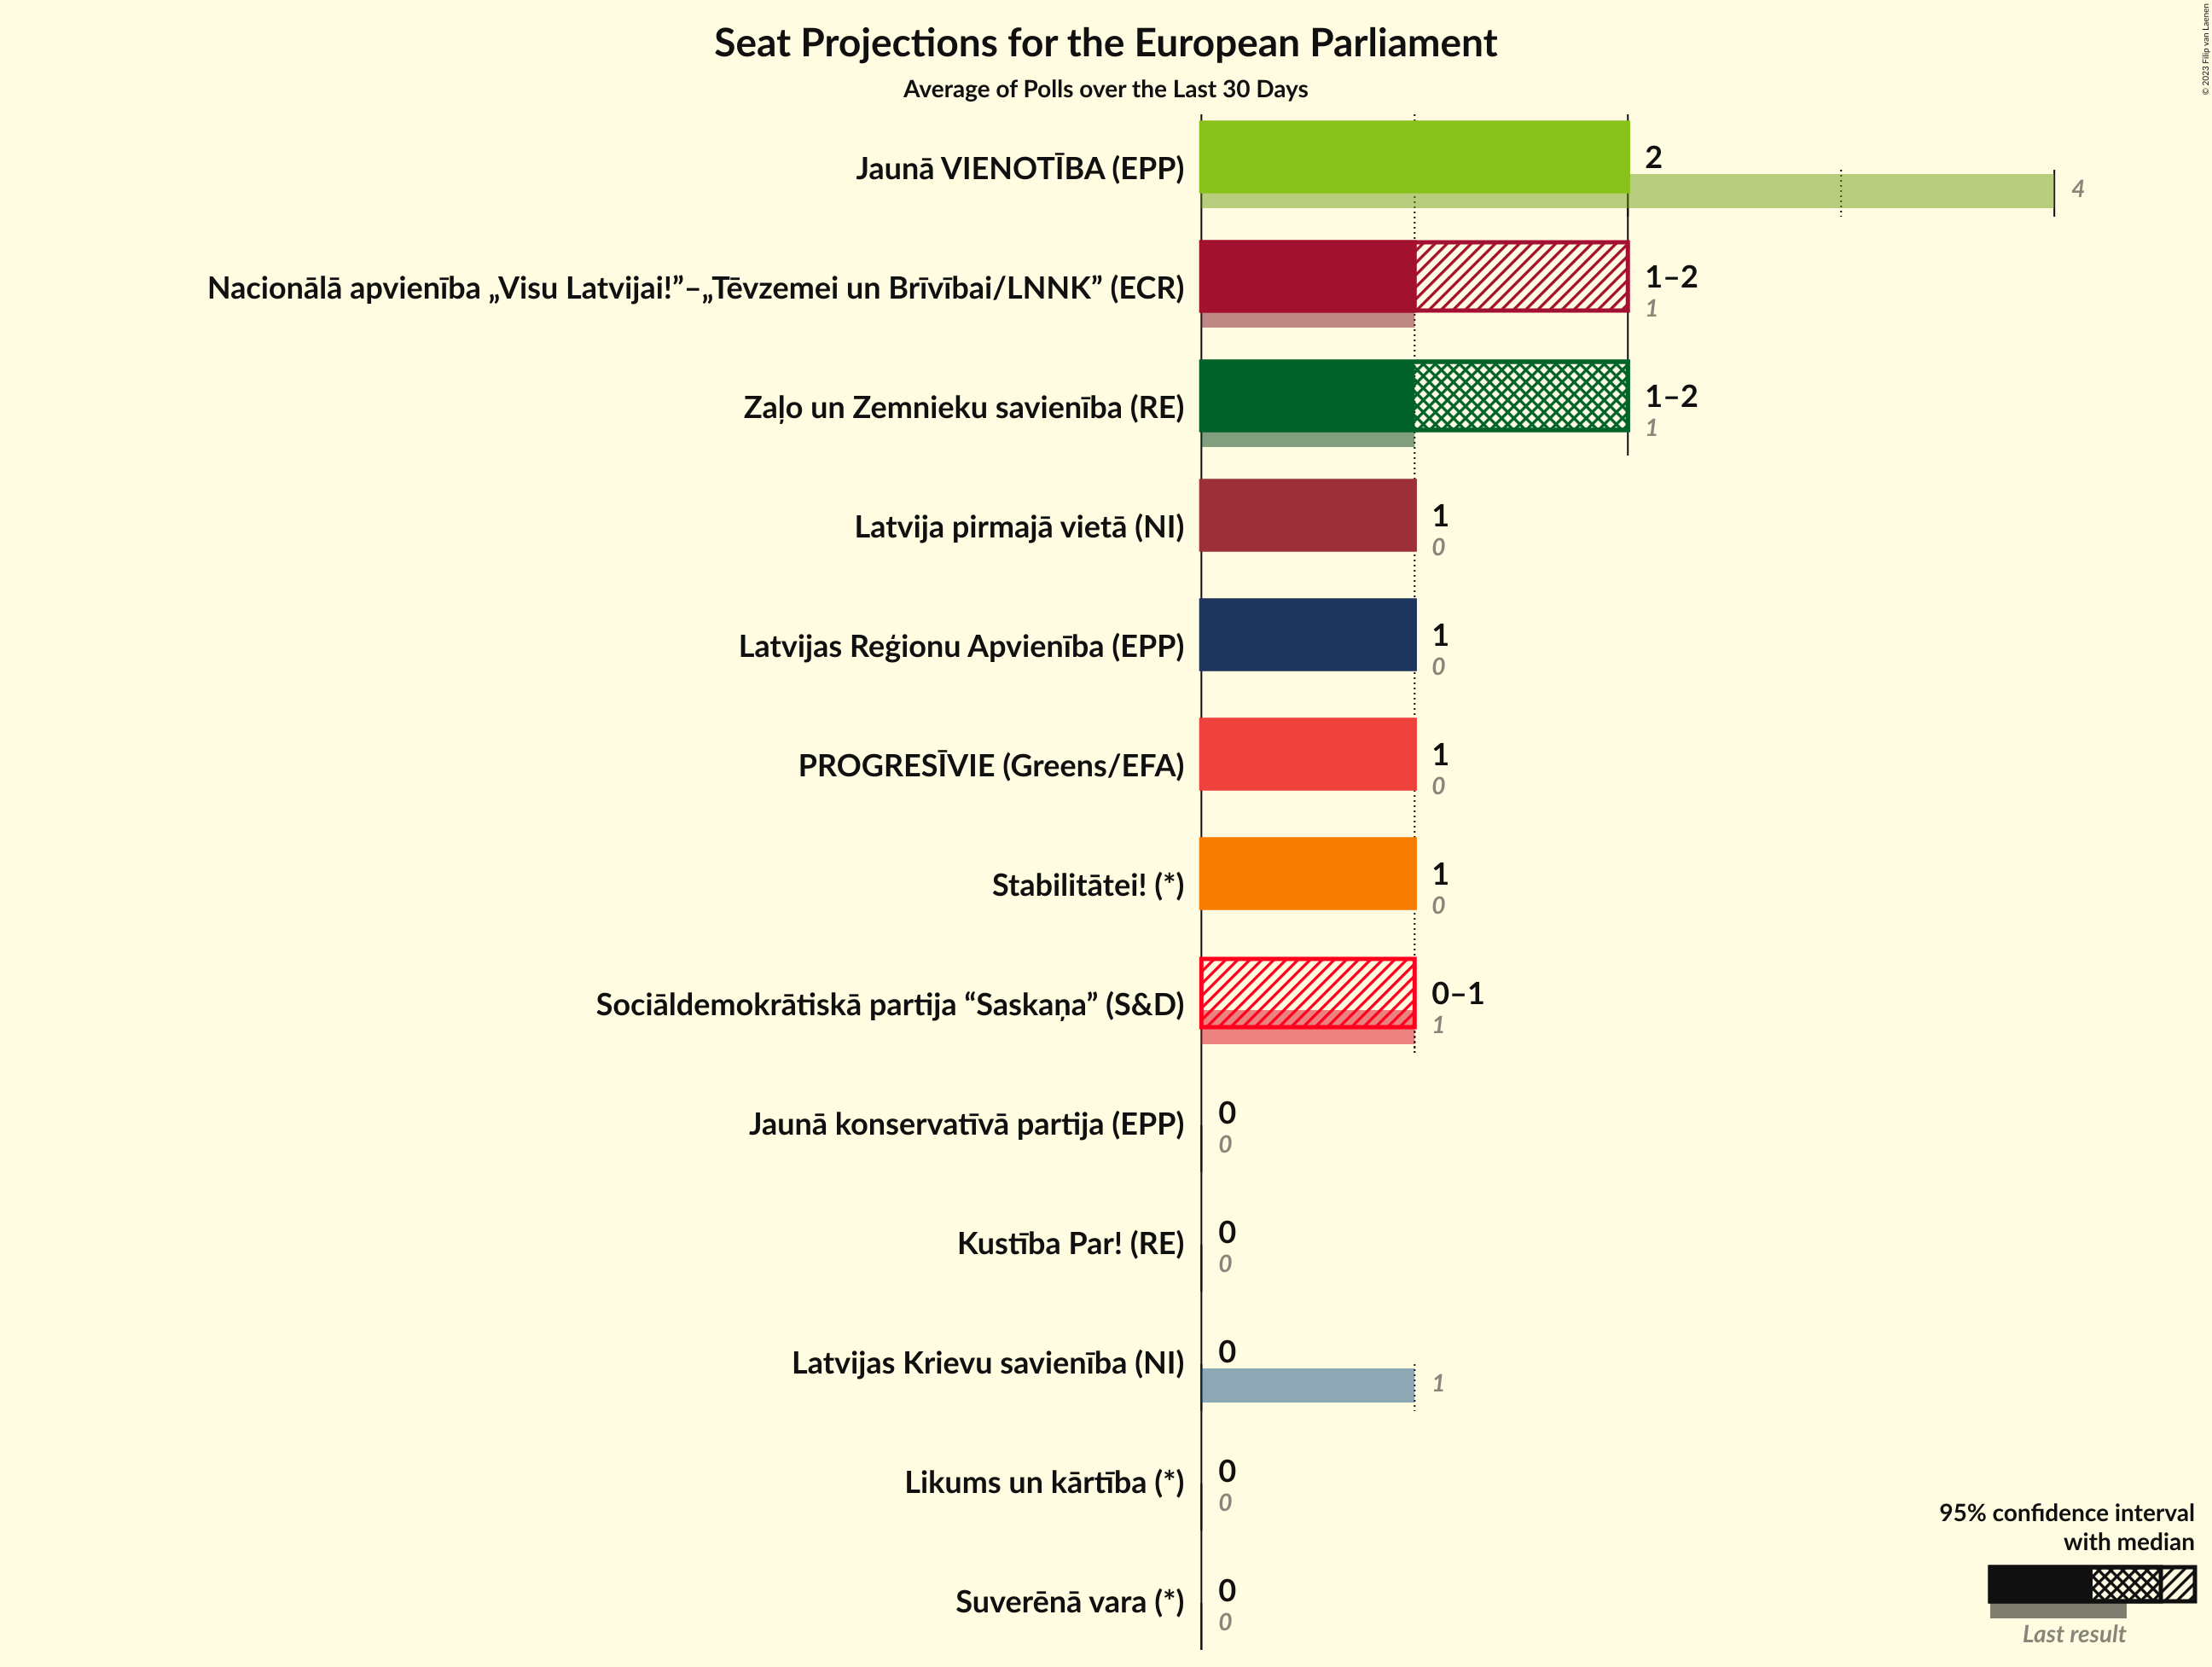 Seat Projections for the European Parliament
Average of Polls over the Last 30 Days
© 2023 Filip van Laenen
Jaunā VIENOTĪBA (EPP)
2
4
Nacionālā apvienība „Visu Latvijai!”–„Tēvzemei un Brīvībai/LNNK” (ECR)
1–2
1
Zaļo un Zemnieku savienība (RE)
1–2
1
Latvija pirmajā vietā (NI)
1
0
Latvijas Reģionu Apvienība (EPP)
1
0
PROGRESĪVIE (Greens/EFA)
1
0
Stabilitātei! (*)
1
0
Sociāldemokrātiskā partija “Saskaņa” (S&D)
0–1
1
Jaunā konservatīvā partija (EPP)
0
0
Kustība Par! (RE)
0
0
Latvijas Krievu savienība (NI)
0
1
Likums un kārtība (*)
0
0
Suverēnā vara (*)
0
0
95% confidence interval
with median
Last result